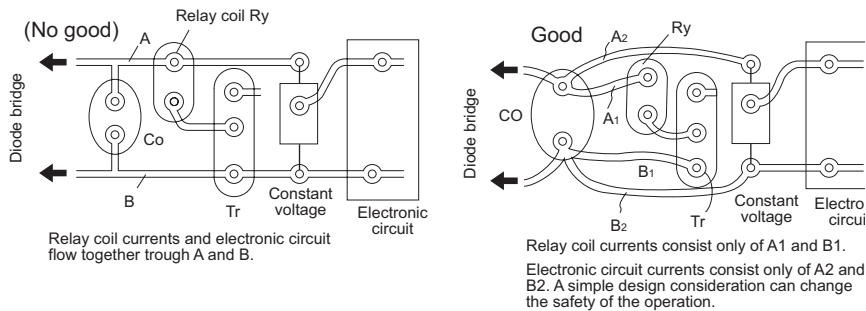 (No good)
A
Relay coil Ry
Diode bridge
Co
B
Tr
Constant
voltage
Electronic
circuit
Relay coil currents and electronic circuit
flow together trough A and B.
Good
A2
Ry
Diode bridge
CO
A1
B1
B2
Tr
Constant
voltage
Electro
circui
Relay coil currents consist only of A1 and B1.
Electronic circuit currents consist only of A2 and
B2. A simple design consideration can change
the safety of the operation.